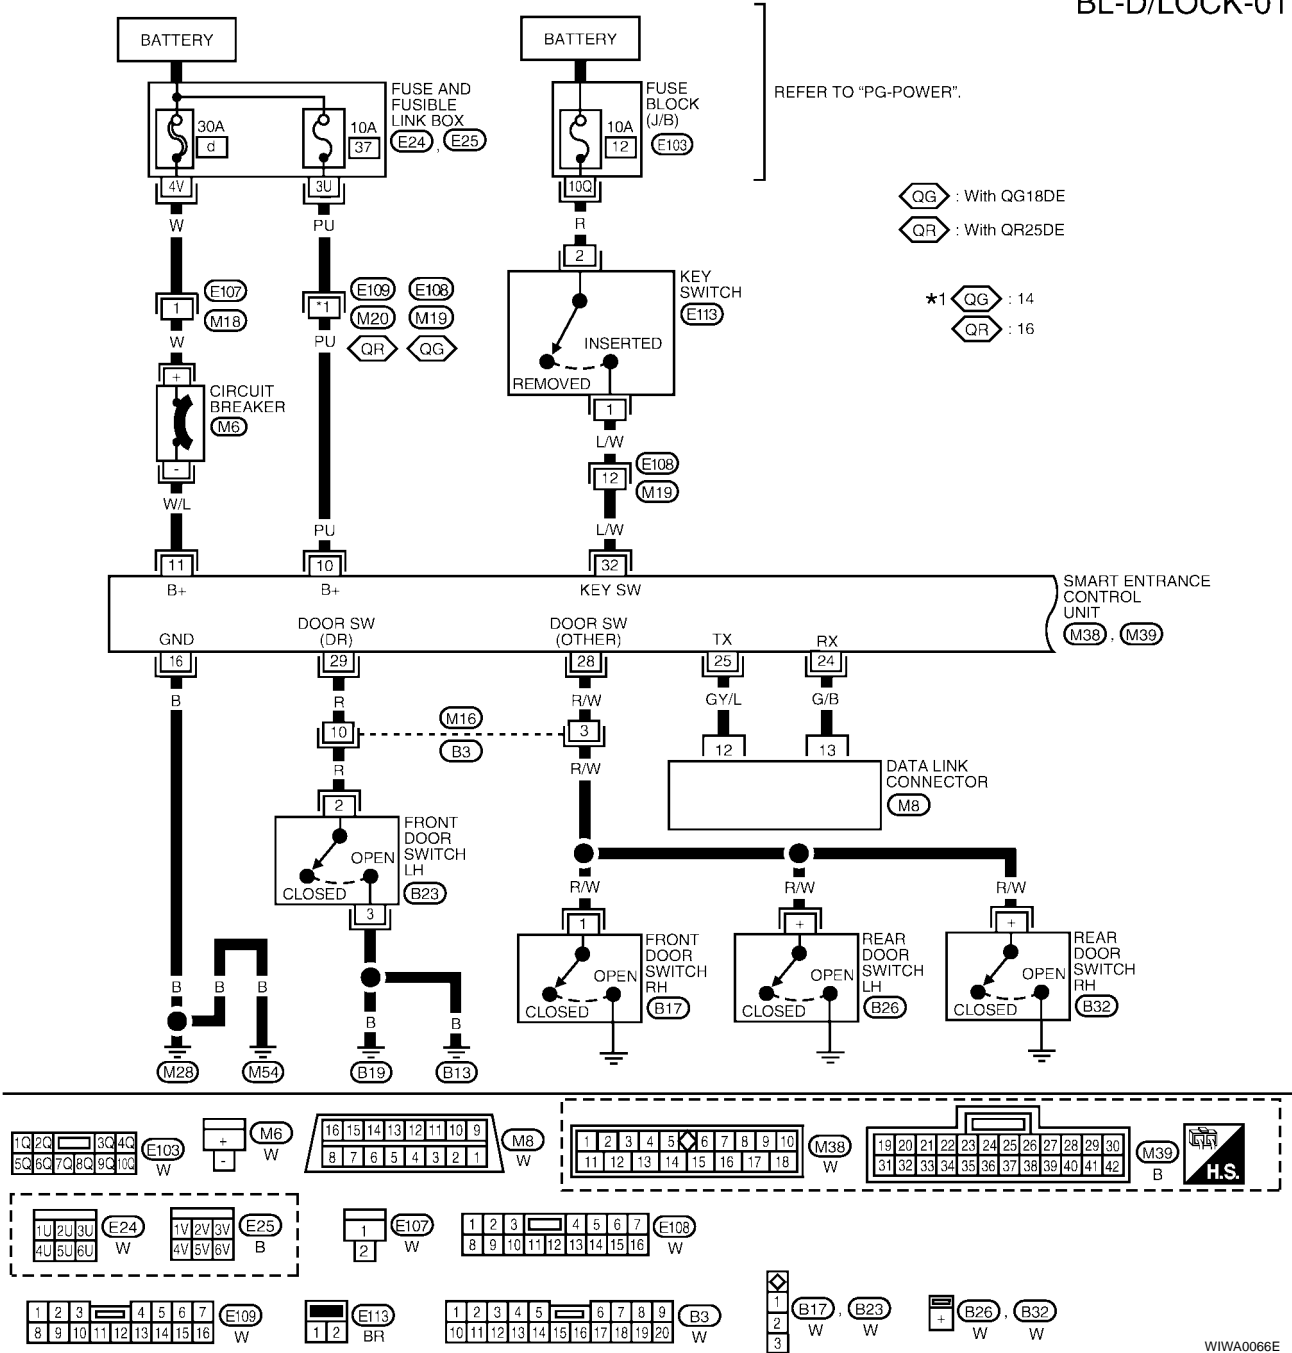 BL-D/LOCK-01
BATTERY
BATTERY
REFER TO "PG-POWER".
30A
d
10A
37
FUSE AND
FUSIBLE
LINK BOX
E24 , E25
10A
12
FUSE
BLOCK
(J/B)
E103
4V
3U
10Q
QG : With QG18DE
QR : With QR25DE
W
PU
R
2
KEY
SWITCH
E113
INSERTED
REMOVED
1
*1 QG : 14
QR : 16
1
E107
M18
*1
E109
E108
M20
M19
QR
QG
W
PU
+
CIRCUIT
BREAKER
M6
-
L/W
12
E108
M19
W/L
PU
L/W
11
10
32
B+
B+
KEY SW
SMART ENTRANCE
CONTROL
UNIT
M38 , M39
GND
DOOR SW
(DR)
DOOR SW
(OTHER)
TX
RX
16
29
28
25
24
B
R
R/W
GY/L
G/B
10
M16
B3
3
12
13
R
R/W
DATA LINK
CONNECTOR
M8
2
FRONT
DOOR
SWITCH
LH
B23
OPEN
CLOSED
3
R/W
R/W
R/W
1
+
+
FRONT
DOOR
SWITCH
RH
B17
OPEN
CLOSED
REAR
DOOR
SWITCH
LH
B26
OPEN
CLOSED
REAR
DOOR
SWITCH
RH
B32
OPEN
CLOSED
B
B
B
B
B
M28
M54
B19
B13
1Q 2Q 3Q 4Q
5Q 6Q 7Q 8Q 9Q 10Q
E103
W
+
-
M6
W
16 15 14 13 12 11 10 9
8 7 6 5 4 3 2 1
M8
W
1 2 3 4 5 6 7 8 9 10
11 12 13 14 15 16 17 18
M38
W
19 20 21 22 23 24 25 26 27 28 29 30
31 32 33 34 35 36 37 38 39 40 41 42
M39
B
H.S.
1U 2U 3U
4U 5U 6U
E24
W
1V 2V 3V
4V 5V 6V
E25
B
1
2
E107
W
1 2 3 4 5 6 7
8 9 10 11 12 13 14 15 16
E108
W
1 2 3 4 5 6 7
8 9 10 11 12 13 14 15 16
E109
W
1 2
E113
BR
1 2 3 4 5 6 7 8 9
10 11 12 13 14 15 16 17 18 19 20
B3
W
1
2
3
B17 , B23
W W
+
B26 , B32
W W
WIWA0066E